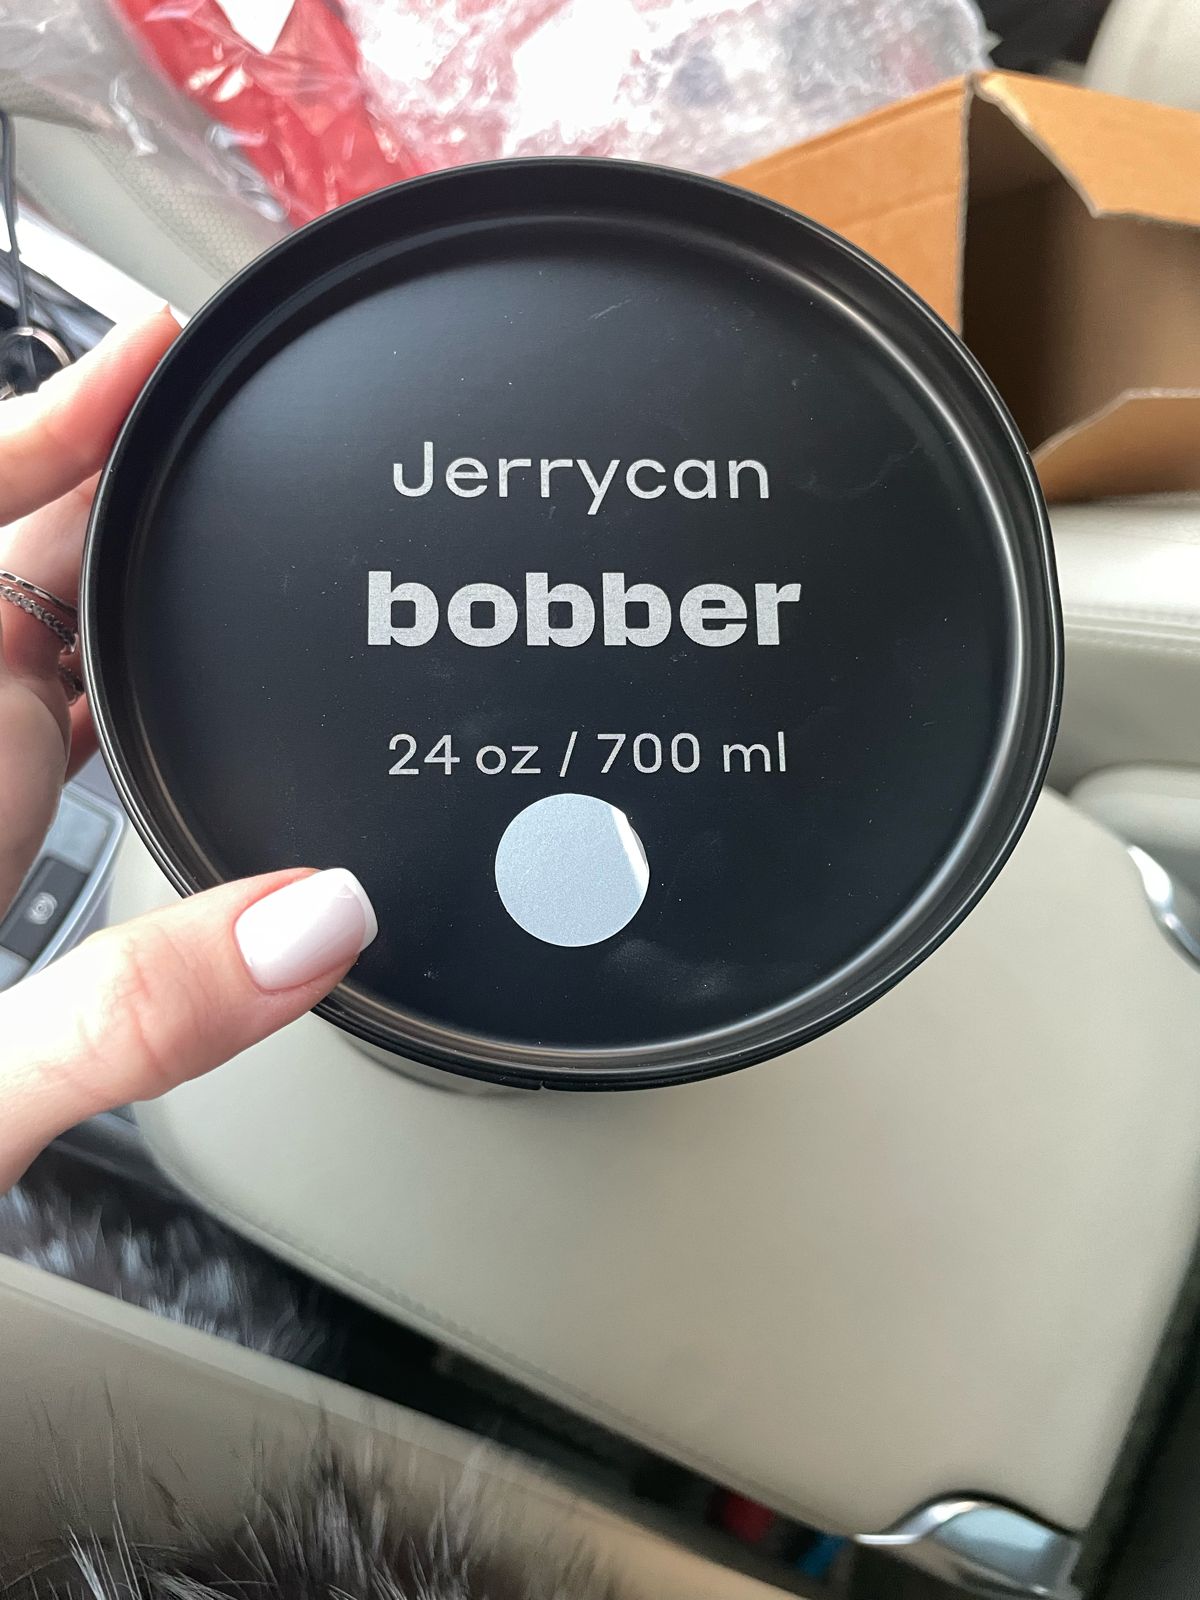 Jerrycan
bobber
24 oz / 700 ml